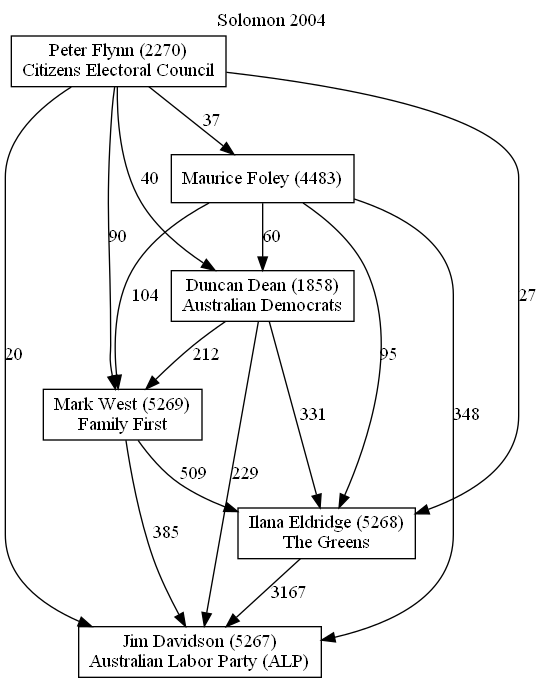 Solomon 2004
Peter Flynn (2270)
Citizens Electoral Council
37
Maurice Foley (4483)
40
90
60
104
Duncan Dean (1858)
Australian Democrats
27
20
212
95
Mark West (5269)
Family First
331
348
509
229
Ilana Eldridge (5268)
The Greens
385
3167
Jim Davidson (5267)
Australian Labor Party (ALP)